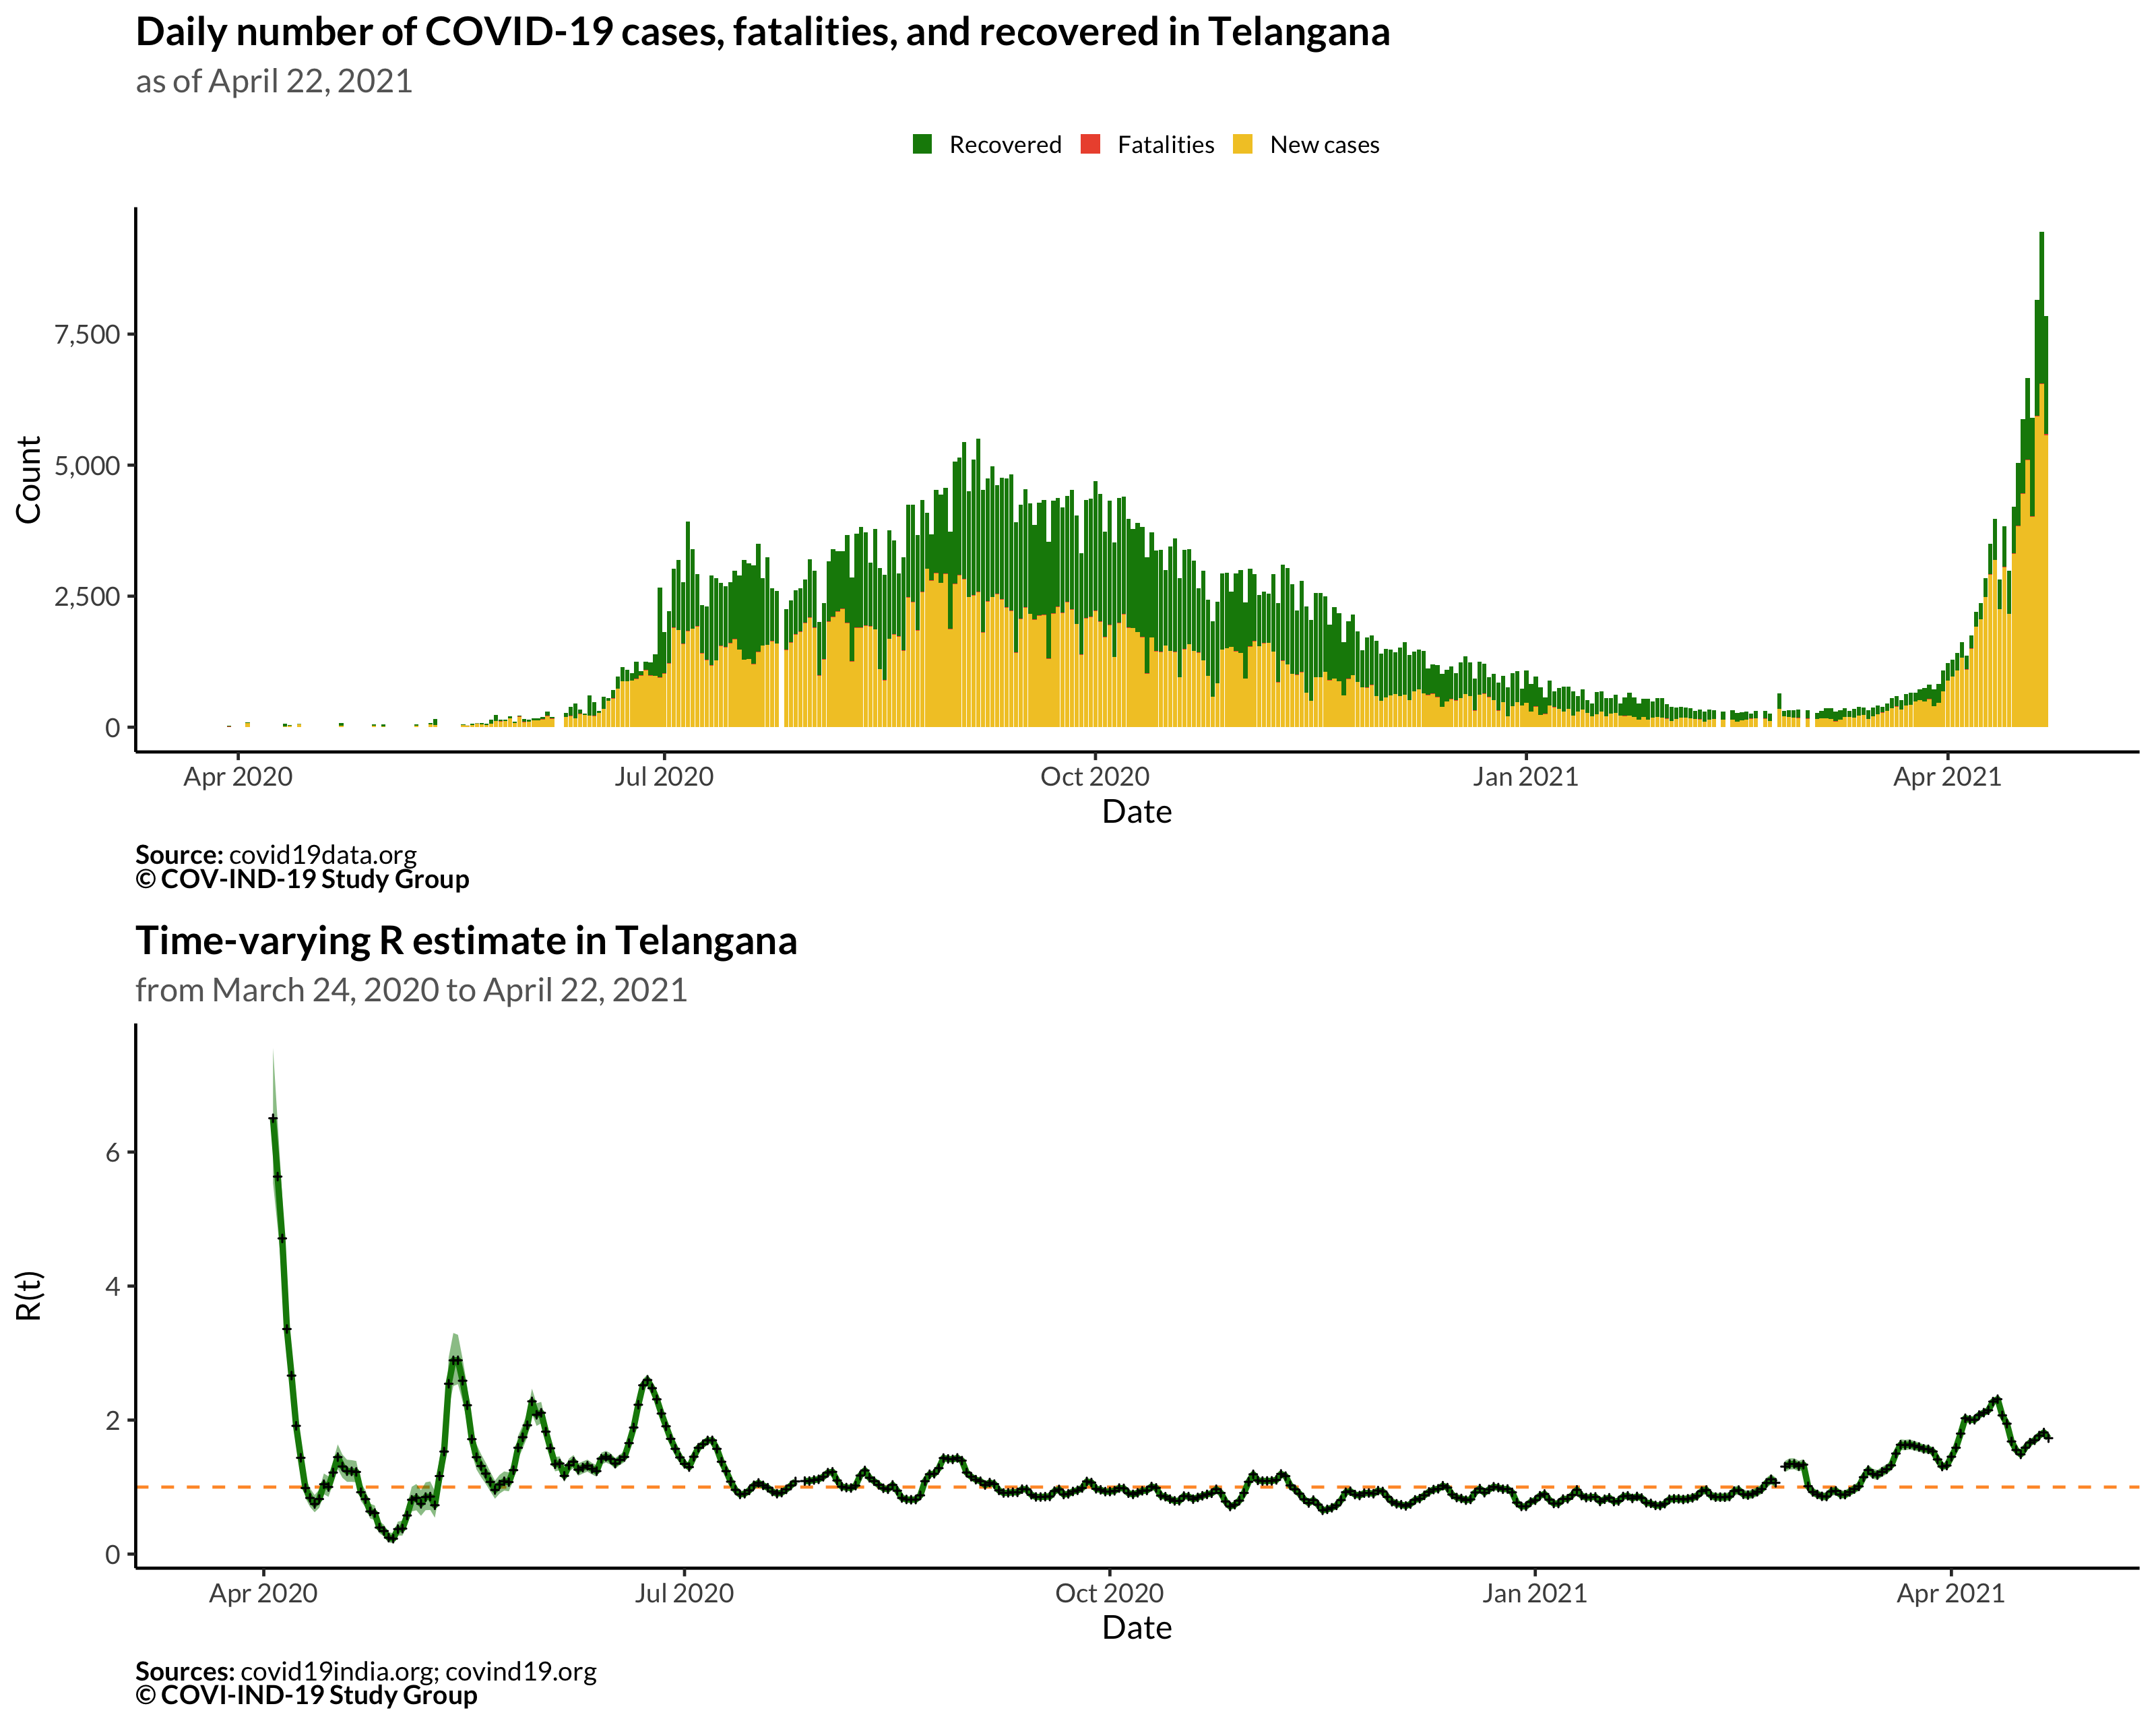 Daily number of COVID-19 cases, fatalities, and recovered in Telangana
as of April 22, 2021
Recovered Fatalities New cases
Count
7,500
5,000
2,500
0
Apr 2020 Jul 2020 Oct 2020 Jan 2021 Apr 2021
Date
Source: covid19data.org
© COV-IND-19 Study Group
Time-varying R estimate in Telangana
from March 24, 2020 to April 22, 2021
R(t)
6
4
2
0
Apr 2020 Jul 2020 Oct 2020 Jan 2021 Apr 2021
Date
Sources: covid19india.org; covind19.org
© COVI-IND-19 Study Group